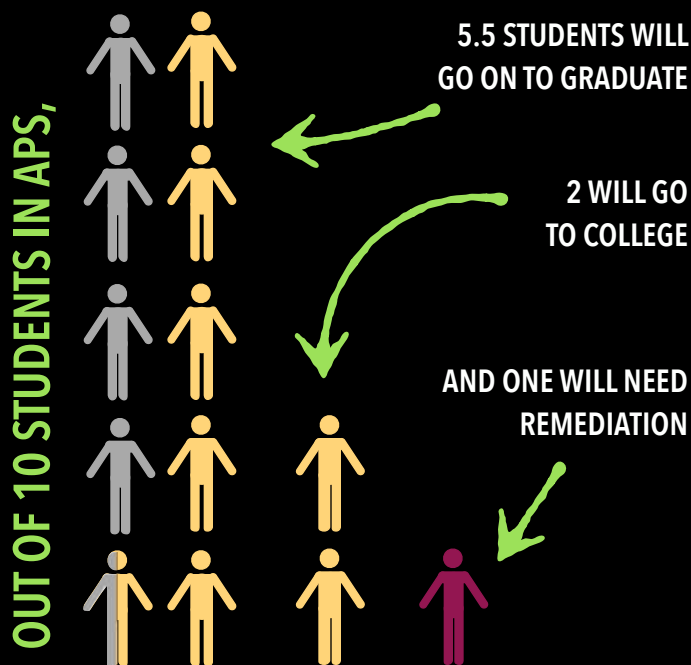 OUT OF 10 STUDENTS IN APS,
5.5 STUDENTS WILL
GO ON TO GRADUATE
2 WILL GO
TO COLLEGE
AND ONE WILL NEED
REMEDIATION